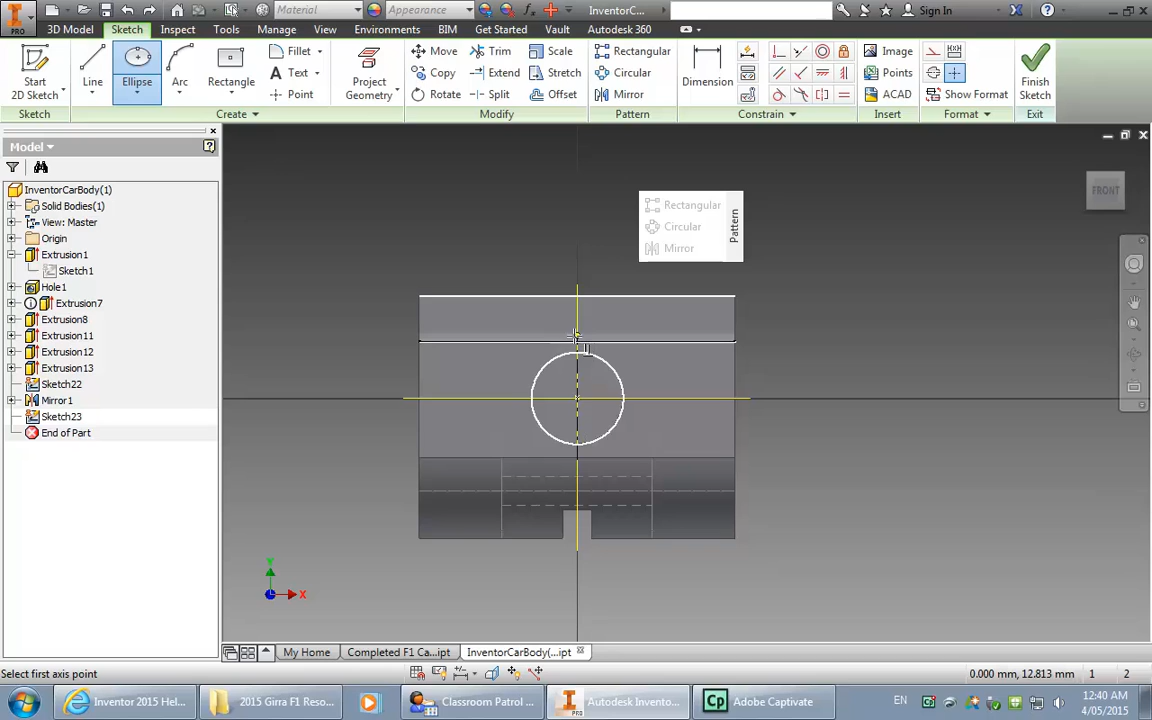 Material
Appearance
InventorC...
Sign In
PRO
3D Model
Sketch
Inspect
Tools
Manage
View
Environments
BIM
Get Started
Vault
Autodesk 360
Start
2D Sketch
Line
Ellipse
Arc
Rectangle
Fillet
Text
Point
Project
Geometry
Move
Copy
Rotate
Trim
Extend
Split
Scale
Stretch
Offset
Rectangular
Circular
Mirror
Dimension
Image
Points
ACAD
Show Format
Finish
Sketch
Sketch
Create
Modify
Pattern
Constrain
Insert
Format
Exit
Model
InventorCarBody(1)
Solid Bodies(1)
View: Master
Origin
Extrusion1
Sketch1
Hole1
Extrusion7
Extrusion8
Extrusion11
Extrusion12
Extrusion13
Sketch22
Mirror1
Sketch23
End of Part
Rectangular
Circular
Mirror
Pattern
FRONT
Y
X
My Home
Completed F1 Ca...ipt
InventorCarBody(...ipt
Select first axis point
0.000 mm, 12.813 mm
1
2
Inventor 2015 Hel...
2015 Girra F1 Reso...
Classroom Patrol ...
Autodesk Invento...
Adobe Captivate
EN
12:40 AM
4/05/2015